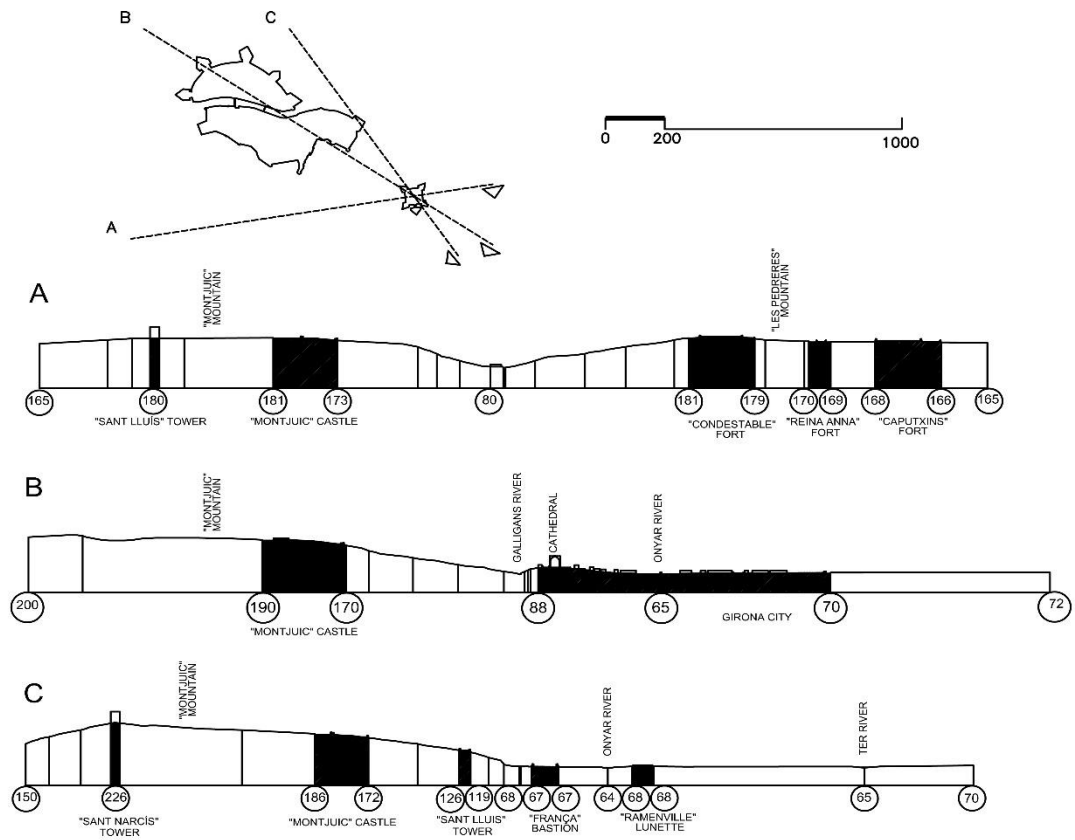 B
C
A
0
200
1000
A
"MONTJUIC"
MOUNTAIN
"LES PEDRERES"
MOUNTAIN
165
180
181
173
80
181
179
170
169
168
166
165
"SANT LLUÍS" TOWER
"MONTJUIC" CASTLE
"CONDESTABLE"
FORT
"REINA ANNA"
FORT
"CAPUTXINS"
FORT
B
"MONTJUIC"
MOUNTAIN
GALLIGANS RIVER
CATHEDRAL
ONYAR RIVER
200
190
170
88
65
70
72
"MONTJUIC" CASTLE
GIRONA CITY
C
"MONTJUIC"
MOUNTAIN
ONYAR RIVER
TER RIVER
150
226
186
172
126
119
68
67
67
64
68
68
65
70
"SANT NARCÍS"
TOWER
"MONTJUIC" CASTLE
"SANT LLUIS"
TOWER
"FRANÇA"
BASTIÓN
"RAMENVILLE"
LUNETTE